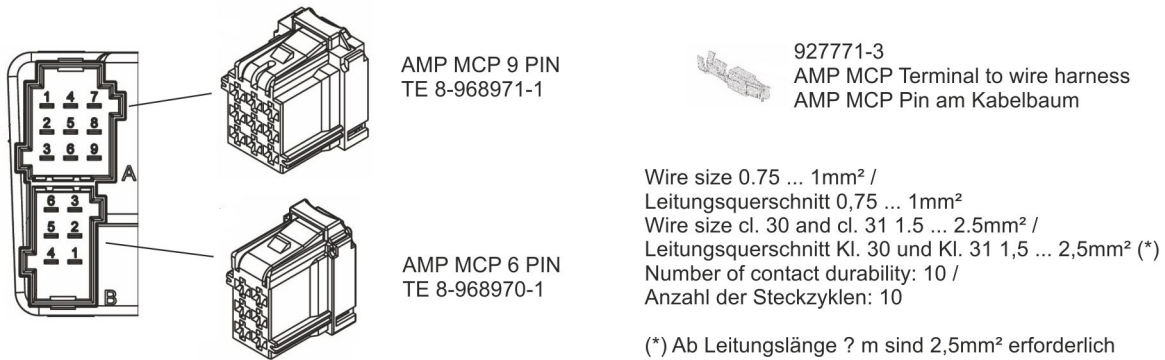 1 4 7
2 5 8
3 6 9
A
6 3
5 2
4 1
B
AMP MCP 9 PIN
TE 8-968971-1
AMP MCP 6 PIN
TE 8-968970-1
927771-3
AMP MCP Terminal to wire harness
AMP MCP Pin am Kabelbaum
Wire size 0.75 ... 1mm² /
Leitungsquerschnitt 0,75 ... 1mm²
Wire size cl. 30 and cl. 31 1.5 ... 2.5mm² /
Leitungsquerschnitt Kl. 30 und Kl. 31 1,5 ... 2,5mm² (*)
Number of contact durability: 10 /
Anzahl der Steckzyklen: 10
(*) Ab Leitungslänge ? m sind 2,5mm² erforderlich